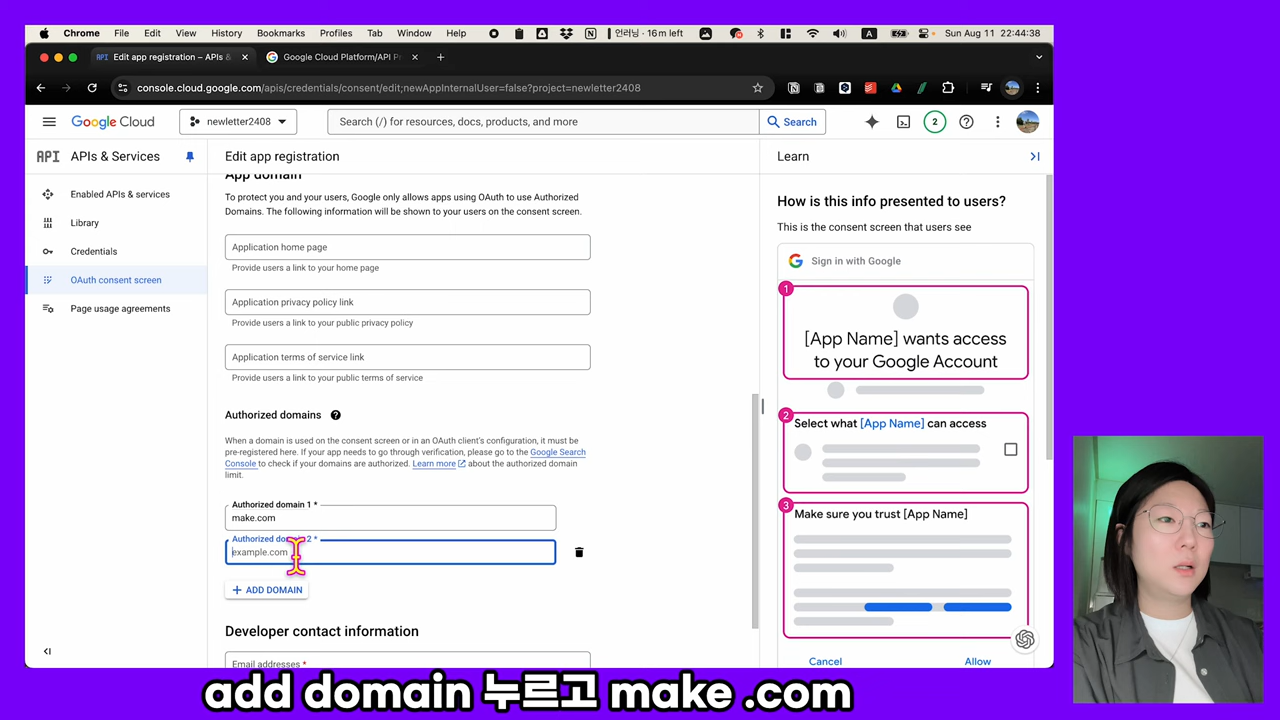 Chrome File Edit View History Bookmarks Profiles Tab Window Help
언러닝 · 16 m left
A
Sun Aug 11 22:44:38
API Edit app registration – APIs &
Google Cloud Platform/API P
console.cloud.google.com/apis/credentials/consent/edit;newAppInternalUser=false?project=newletter2408
Google Cloud
newletter2408
Search (/) for resources, docs, products, and more
Search
2
API APIs & Services
Enabled APIs & services
Library
Credentials
OAuth consent screen
Page usage agreements
Edit app registration
App domain
To protect you and your users, Google only allows apps using OAuth to use Authorized
Domains. The following information will be shown to your users on the consent screen.
Application home page
Provide users a link to your home page
Application privacy policy link
Provide users a link to your public privacy policy
Application terms of service link
Provide users a link to your public terms of service
Authorized domains
When a domain is used on the consent screen or in an OAuth client's configuration, it must be
pre-registered here. If your app needs to go through verification, please go to the Google Search
Console to check if your domains are authorized. Learn more about the authorized domain
limit.
Authorized domain 1 *
make.com
Authorized domain 2 *
example.com
+ ADD DOMAIN
Developer contact information
Email addresses *
Learn
How is this info presented to users?
This is the consent screen that users see
Sign in with Google
1
[App Name] wants access
to your Google Account
2
Select what [App Name] can access
3
Make sure you trust [App Name]
Cancel
Allow
add domain 누르고 make .com